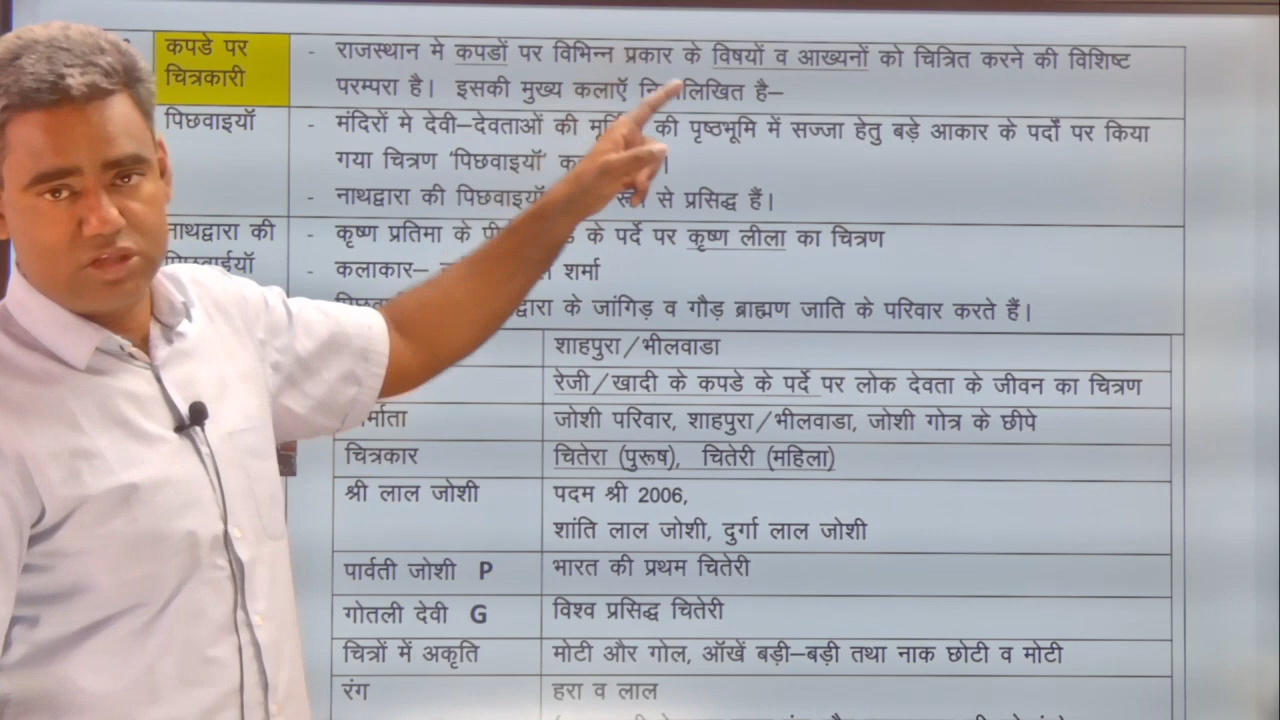 कपडे पर
चित्रकारी
- राजस्थान मे कपडों पर विभिन्न प्रकार के विषयों व आख्यनों को चित्रित करने की विशिष्ट
परम्परा है। इसकी मुख्य कलाऍ है–
पिछवाइयॉं
- मंदिरों मे देवी–देवताओं की की पृष्ठभूमि में सज्जा हेतु बड़े आकार के पर्दों पर किया
गया चित्रण 'पिछवाइयॉं'
- नाथद्वारा की से प्रसिद्ध हैं।
नाथद्वारा की
- कृष्ण प्रतिमा के के पर्दे पर कृष्ण लीला का चित्रण
- कलाकार– शर्मा
के जांगिड़ व गौड़ ब्राह्मण जाति के परिवार करते हैं।
शाहपुरा/भीलवाडा
रेजी/खादी के कपडे के पर्दे पर लोक देवता के जीवन का चित्रण
जोशी परिवार, शाहपुरा/भीलवाडा, जोशी गोत्र के छीपे
चित्रकार
चितेरा (पुरूष), चितेरी (महिला)
श्री लाल जोशी
पदम श्री 2006,
शांति लाल जोशी, दुर्गा लाल जोशी
पार्वती जोशी P
भारत की प्रथम चितेरी
गोतली देवी G
विश्व प्रसिद्ध चितेरी
चित्रों में अकृति
मोटी और गोल, ऑंखें बड़ी–बड़ी तथा नाक छोटी व मोटी
रंग
हरा व लाल